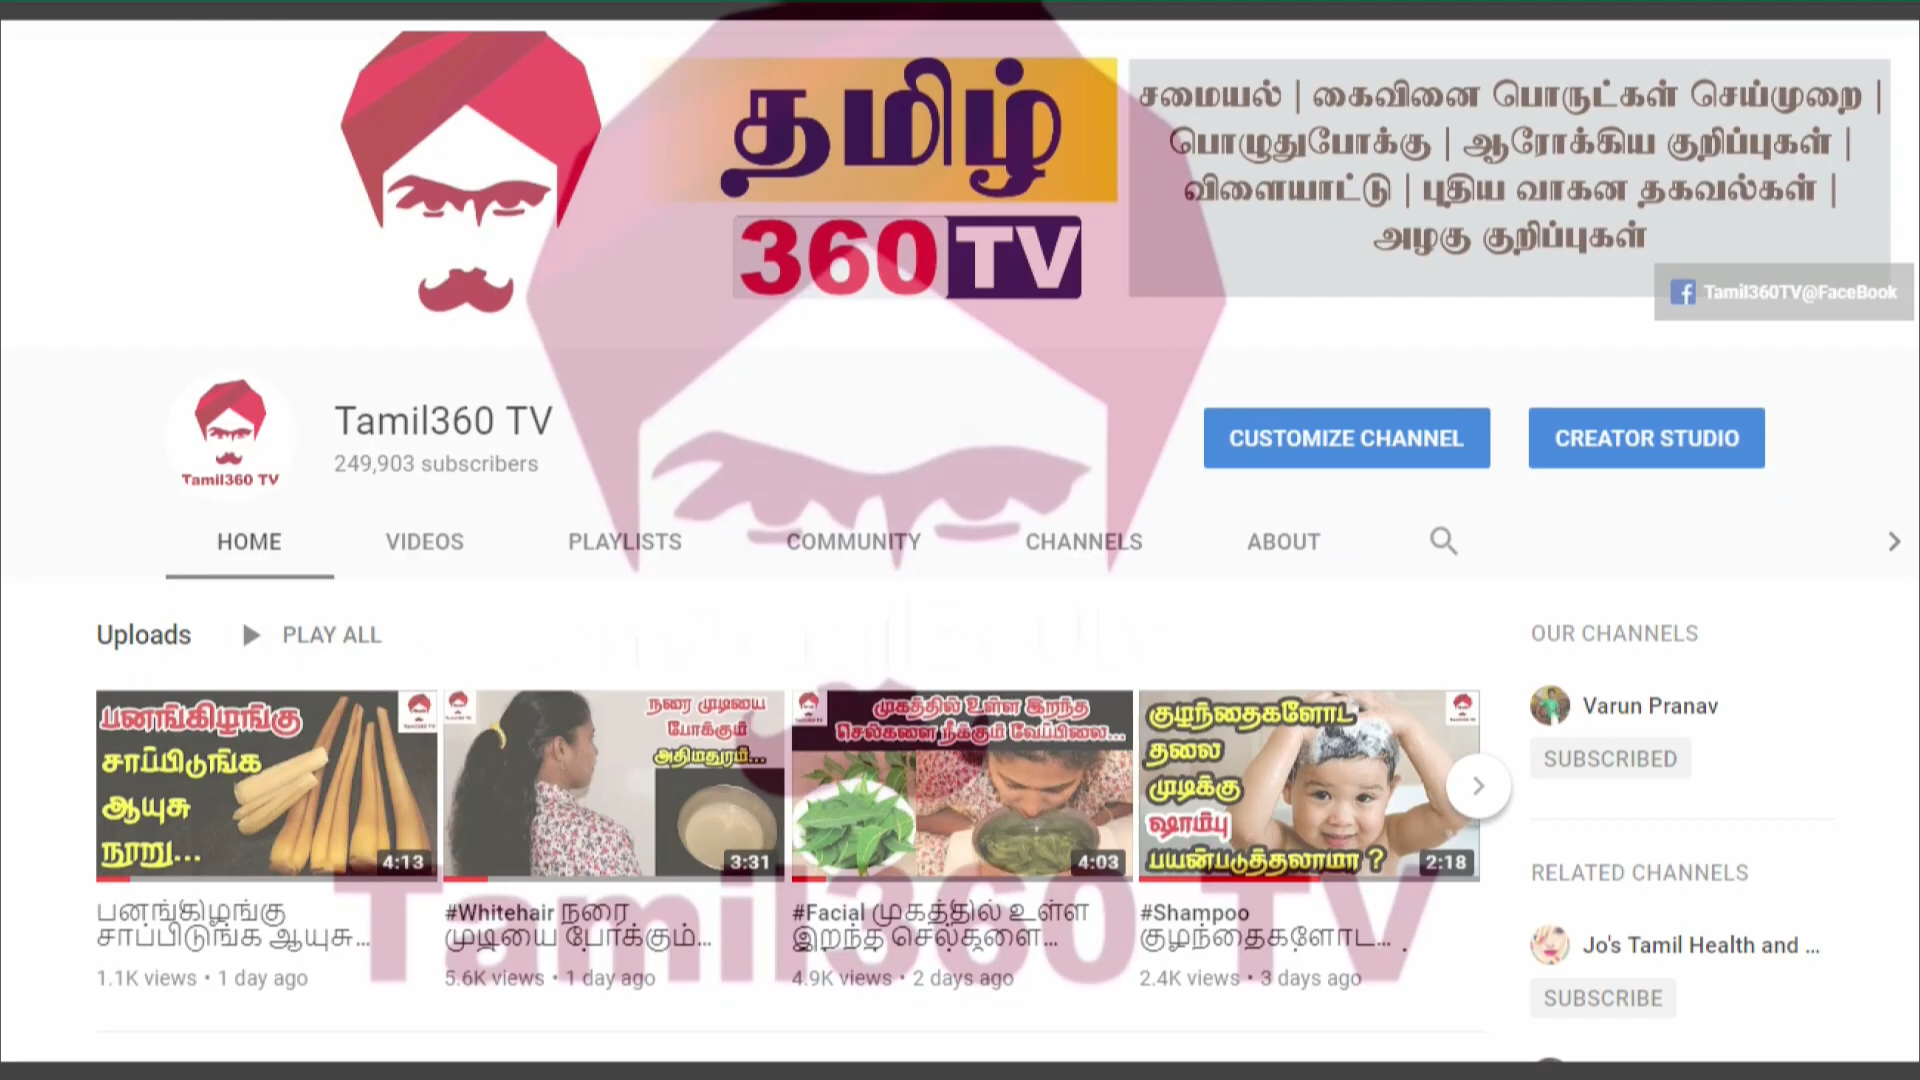 தமிழ்
360 TV
சமையல் | கைவினை பொருட்கள் செய்முறை |
பொழுதுபோக்கு | ஆரோக்கிய குறிப்புகள் |
விளையாட்டு | புதிய வாகன தகவல்கள் |
அழகு குறிப்புகள்
Tamil360TV@FaceBook
Tamil360 TV
Tamil360 TV
249,903 subscribers
CUSTOMIZE CHANNEL
CREATOR STUDIO
HOME
VIDEOS
PLAYLISTS
COMMUNITY
CHANNELS
ABOUT
Uploads
PLAY ALL
OUR CHANNELS
Varun Pranav
SUBSCRIBED
RELATED CHANNELS
Jo's Tamil Health and ...
SUBSCRIBE
பனங்கிழங்கு
சாப்பிடுங்க
ஆயுசு
நூறு...
4:13
நரை முடியை
போக்கும்
அதிமதுரம்...
3:31
முகத்தில் உள்ள இறந்த
செல்களை நீக்கும் வேப்பிலை...
4:03
குழந்தைகளோட
தலை
முடிக்கு
ஷாம்பு
பயன்படுத்தலாமா ?
2:18
பனங்கிழங்கு
சாப்பிடுங்க ஆயுசு...
1.1K views • 1 day ago
#Whitehair நரை
முடியை போக்கும்...
5.6K views • 1 day ago
#Facial முகத்தில் உள்ள
இறந்த செல்களை...
4.9K views • 2 days ago
#Shampoo
குழந்தைகளோட...
2.4K views • 3 days ago
Tamil360 TV